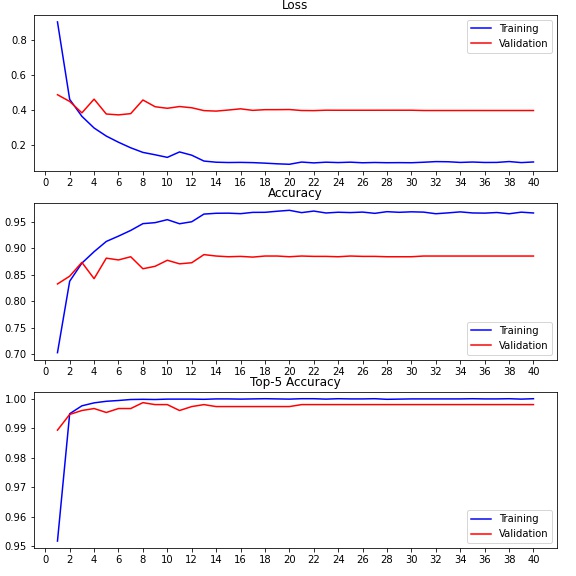 Loss
0.8
0.6
0.4
0.2
Training
Validation
0 2 4 6 8 10 12 14 16 18 20 22 24 26 28 30 32 34 36 38 40
Accuracy
0.95
0.90
0.85
0.80
0.75
0.70
Training
Validation
0 2 4 6 8 10 12 14 16 18 20 22 24 26 28 30 32 34 36 38 40
Top-5 Accuracy
1.00
0.99
0.98
0.97
0.96
0.95
Training
Validation
0 2 4 6 8 10 12 14 16 18 20 22 24 26 28 30 32 34 36 38 40